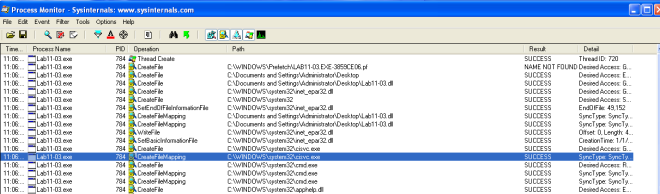 Process Monitor - Sysinternals: www.sysinternals.com
File Edit Event Filter Tools Options Help
Time... Process Name PID Operation Path Result Detail
11:06:... Lab11-03.exe 784 Thread Create SUCCESS Thread ID: 720
11:06:... Lab11-03.exe 784 CreateFile C:\WINDOWS\Prefetch\LAB11-03.EXE-3859CE06.pf NAME NOT FOUND Desired Access: G...
11:06:... Lab11-03.exe 784 CreateFile C:\Documents and Settings\Administrator\Desktop SUCCESS Desired Access: E...
11:06:... Lab11-03.exe 784 CreateFile C:\Documents and Settings\Administrator\Desktop\Lab11-03.dll SUCCESS Desired Access: G...
11:06:... Lab11-03.exe 784 CreateFile C:\WINDOWS\system32\inet_epar32.dll SUCCESS Desired Access: G...
11:06:... Lab11-03.exe 784 CreateFile C:\WINDOWS\system32 SUCCESS Desired Access: S...
11:06:... Lab11-03.exe 784 SetEndOfFileInformationFile C:\WINDOWS\system32\inet_epar32.dll SUCCESS EndOfFile: 49,152
11:06:... Lab11-03.exe 784 CreateFileMapping C:\Documents and Settings\Administrator\Desktop\Lab11-03.dll SUCCESS SyncType: SyncTy...
11:06:... Lab11-03.exe 784 CreateFileMapping C:\Documents and Settings\Administrator\Desktop\Lab11-03.dll SUCCESS SyncType: SyncTy...
11:06:... Lab11-03.exe 784 WriteFile C:\WINDOWS\system32\inet_epar32.dll SUCCESS Offset: 0, Length: 4...
11:06:... Lab11-03.exe 784 SetBasicInformationFile C:\WINDOWS\system32\inet_epar32.dll SUCCESS CreationTime: 1/1/...
11:06:... Lab11-03.exe 784 CreateFile C:\WINDOWS\system32\cisvc.exe SUCCESS Desired Access: G...
11:06:... Lab11-03.exe 784 CreateFileMapping C:\WINDOWS\system32\cisvc.exe SUCCESS SyncType: SyncTy...
11:06:... Lab11-03.exe 784 CreateFile C:\WINDOWS\system32\cmd.exe SUCCESS Desired Access: R...
11:06:... Lab11-03.exe 784 CreateFileMapping C:\WINDOWS\system32\cmd.exe SUCCESS SyncType: SyncTy...
11:06:... Lab11-03.exe 784 CreateFileMapping C:\WINDOWS\system32\cmd.exe SUCCESS SyncType: SyncTy...
11:06:... Lab11-03.exe 784 CreateFile C:\WINDOWS\system32\apphelp.dll SUCCESS Desired Access: E...